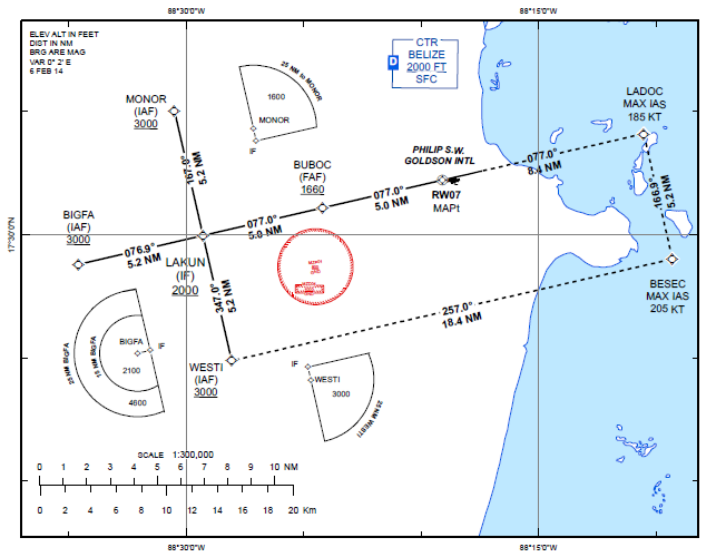 88°30'0"W
88°15'0"W
ELEV ALT IN FEET
DIST IN NM
BRG ARE MAG
VAR 0° 2' E
6 FEB 14
CTR
BELIZE
2000 FT
SFC
D
25 NM to MONOR
1600
MONOR
IF
MONOR
(IAF)
3000
167.0°
5.2 NM
LADOC
MAX IAS
185 KT
PHILIP S.W.
GOLDSON INTL
077.0°
8.4 NM
BUBOC
(FAF)
1660
077.0°
5.0 NM
RW07
MAPt
166.9°
5.2 NM
BIGFA
(IAF)
3000
077.0°
5.0 NM
17°30'0"N
076.9°
5.2 NM
LAKUN
(IF)
2000
347.0°
5.2 NM
BESEC
MAX IAS
205 KT
257.0°
18.4 NM
25 NM BIGFA
10 NM BIGFA
BIGFA
IF
2100
4600
WESTI
(IAF)
3000
IF
WESTI
3000
25 NM WESTI
SCALE 1:300,000
0 1 2 3 4 5 6 7 8 9 10 NM
0 2 4 6 8 10 12 14 16 18 20 Km
88°30'0"W
88°15'0"W